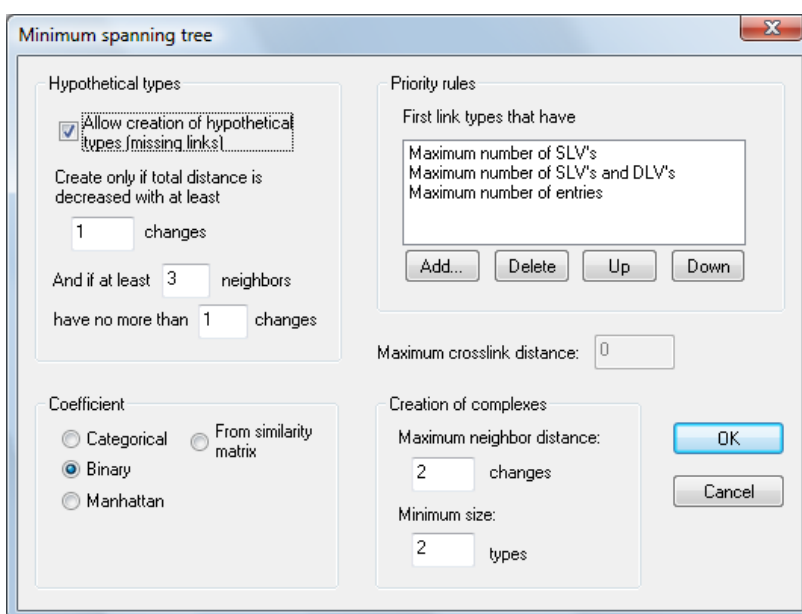 Minimum spanning tree
Hypothetical types
Allow creation of hypothetical
types (missing links)
Create only if total distance is
decreased with at least
1 changes
And if at least 3 neighbors
have no more than 1 changes
Priority rules
First link types that have
Maximum number of SLV's
Maximum number of SLV's and DLV's
Maximum number of entries
Add... Delete Up Down
Maximum crosslink distance: 0
Coefficient
Categorical
From similarity
matrix
Binary
Manhattan
Creation of complexes
Maximum neighbor distance:
2 changes
Minimum size:
2 types
OK
Cancel